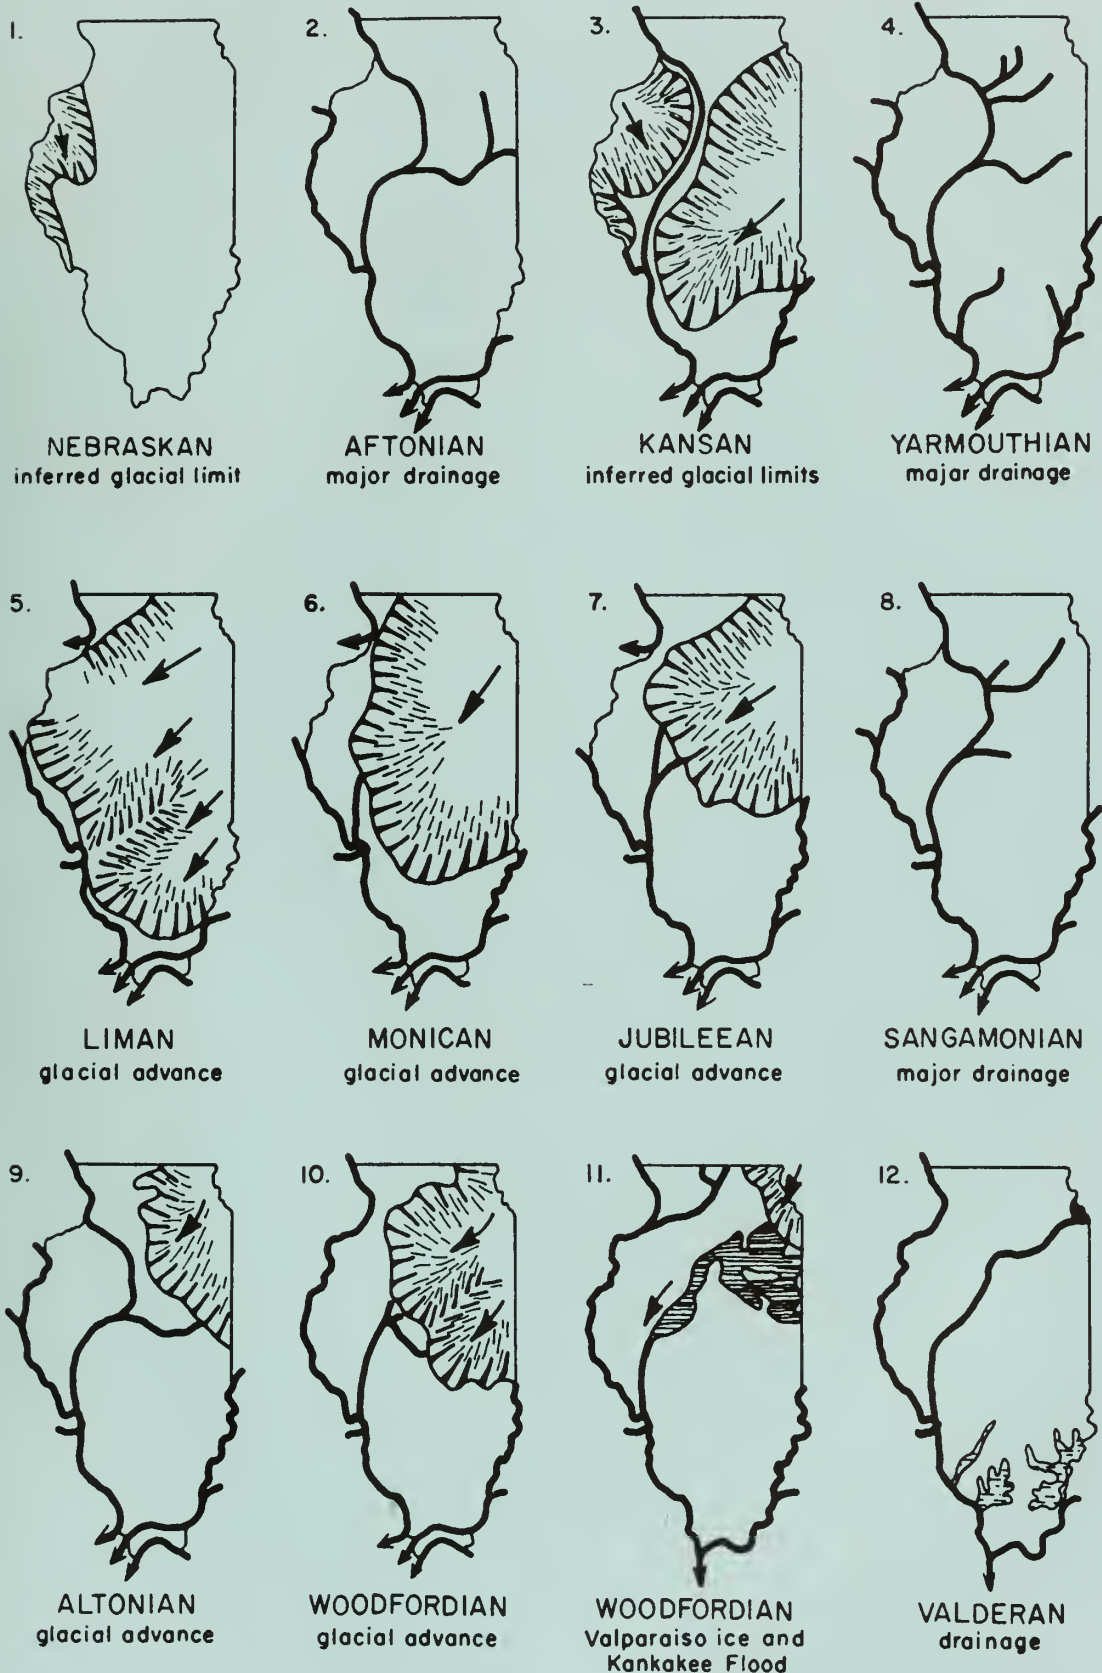 1.
NEBRASKAN
inferred glacial limit
2.
AFTONIAN
major drainage
3.
KANSAN
inferred glacial limits
4.
YARMOUTHIAN
majar drainage
5.
LIMAN
glacial advance
6.
MONICAN
glacial advance
7.
JUBILEEAN
glacial advance
8.
SANGAMONIAN
major drainage
9.
ALTONIAN
glacial advance
10.
WOODFORDIAN
glacial advance
11.
WOODFORDIAN
Valparaiso ice and
Kankakee Flood
12.
VALDERAN
drainage